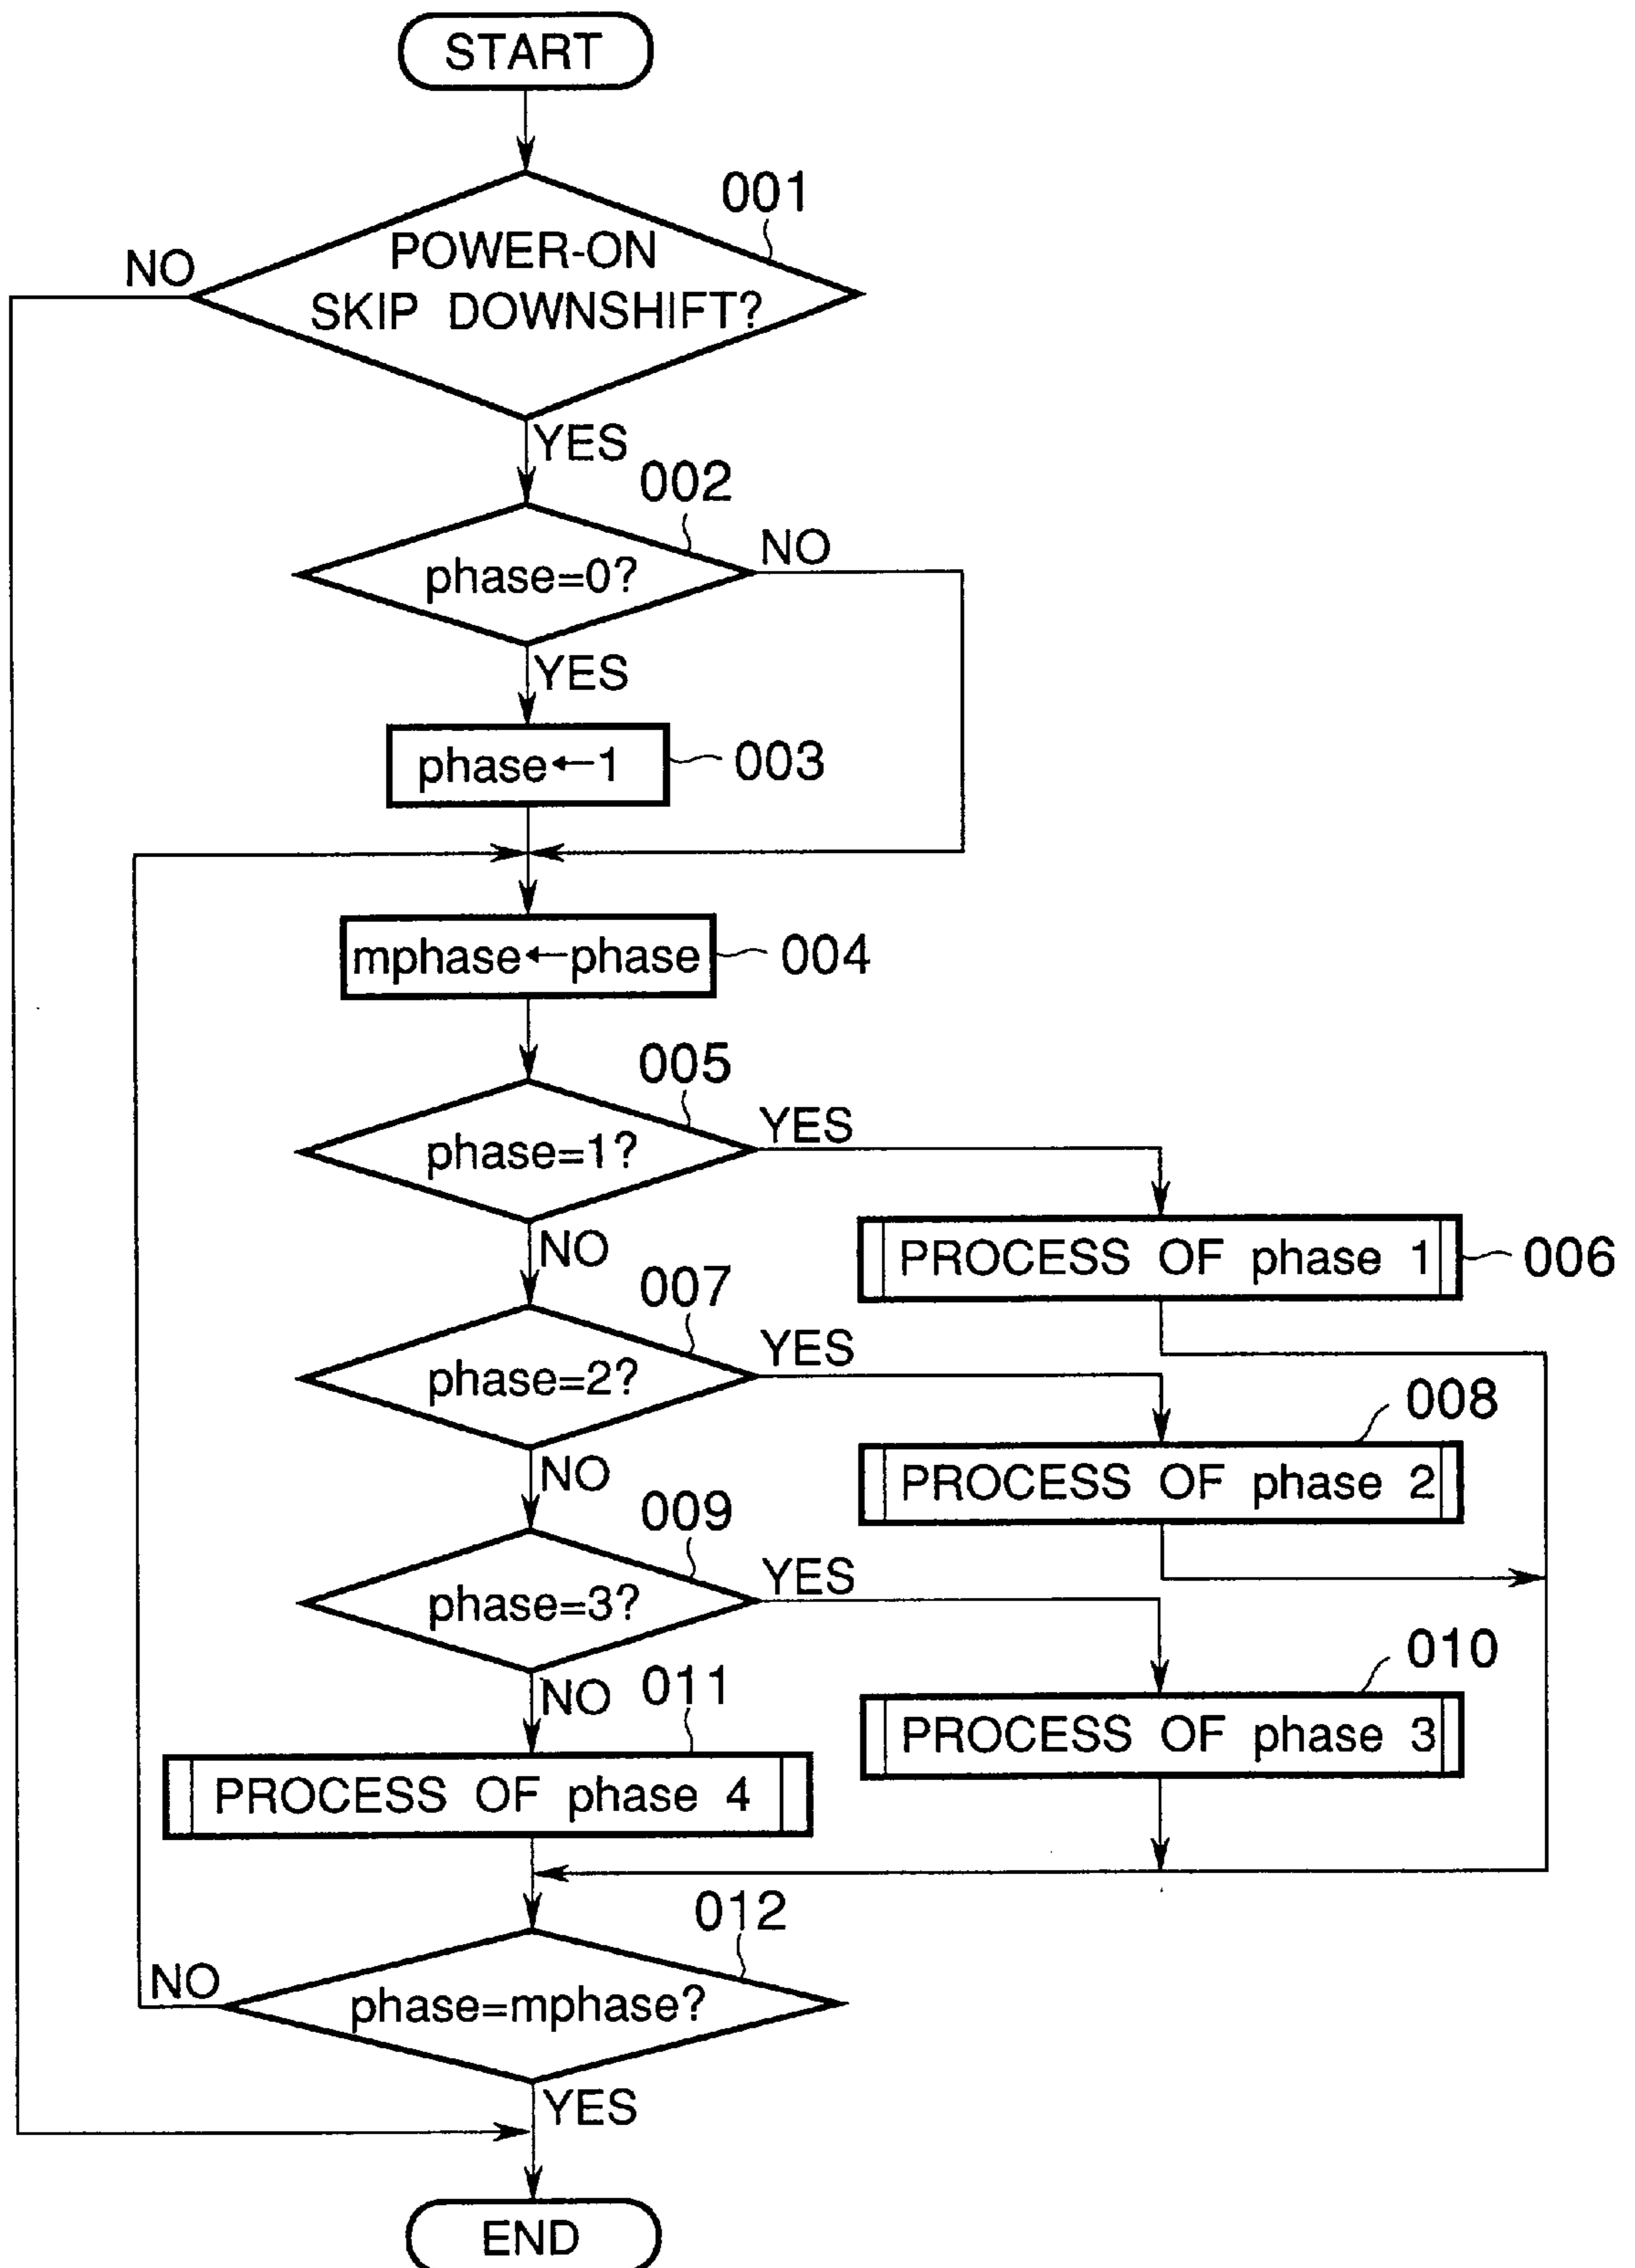 START
001
POWER-ON
SKIP DOWNSHIFT?
NO
YES
002
phase=0?
NO
YES
phase←1
003
mphase←phase
004
005
phase=1?
YES
NO
PROCESS OF phase 1
006
007
phase=2?
YES
NO
008
PROCESS OF phase 2
009
phase=3?
YES
NO
010
PROCESS OF phase 3
011
PROCESS OF phase 4
012
phase=mphase?
NO
YES
END